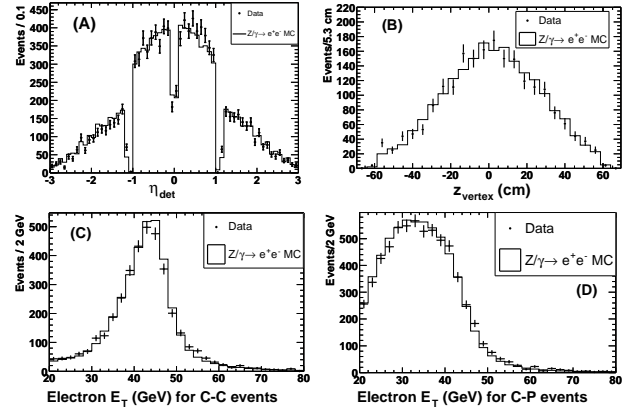 Events / 0.1
450
400
350
300
250
200
150
100
50
0
(A)
Data
Z/γ→ e⁺e⁻ MC
-3 -2 -1 0 1 2 3
η_det
Events/5.3 cm
220
200
180
160
140
120
100
80
60
40
20
0
(B)
Data
Z/γ→ e⁺e⁻ MC
-60 -40 -20 0 20 40 60
z_vertex (cm)
Events / 2 GeV
500
400
300
200
100
0
(C)
Data
Z/γ→ e⁺e⁻ MC
20 30 40 50 60 70 80
Electron E_T (GeV) for C-C events
Events/2 GeV
500
400
300
200
100
0
Data
Z/γ→ e⁺e⁻ MC
(D)
20 30 40 50 60 70 80
Electron E_T (GeV) for C-P events